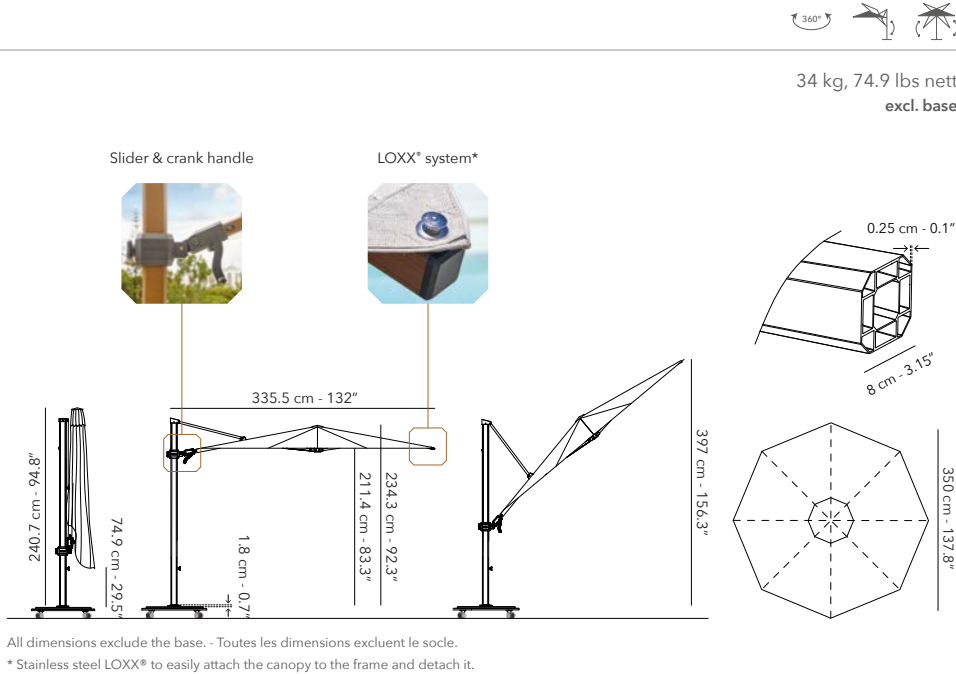 360°
34 kg, 74.9 lbs nett
excl. base
Slider & crank handle
LOXX® system*
0.25 cm - 0.1”
8 cm - 3.15”
335.5 cm - 132”
240.7 cm - 94.8”
74.9 cm - 29.5”
1.8 cm - 0.7”
211.4 cm - 83.3”
234.3 cm - 92.3”
397 cm - 156.3”
350 cm - 137.8”
All dimensions exclude the base. - Toutes les dimensions excluent le socle.
* Stainless steel LOXX® to easily attach the canopy to the frame and detach it.